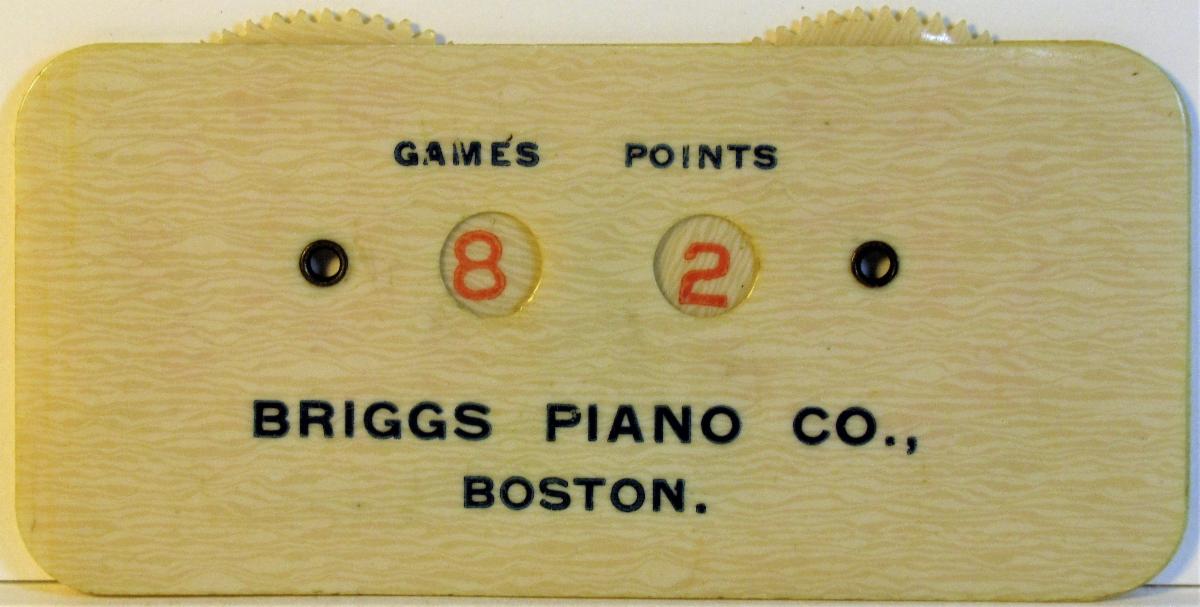 GAMES POINTS
8 2
BRIGGS PIANO CO.,
BOSTON.